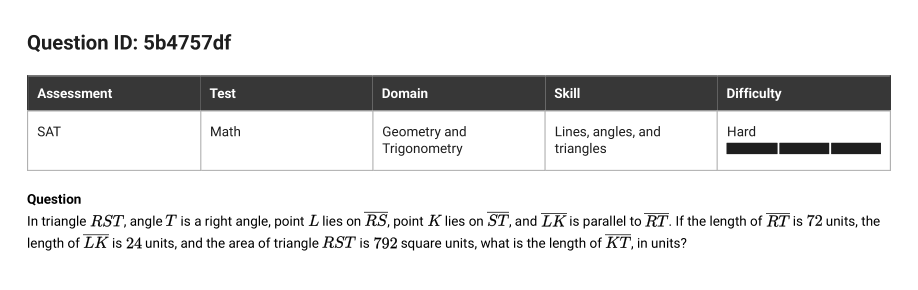 Question ID: 5b4757df
Assessment Test Domain Skill Difficulty
SAT Math Geometry and Trigonometry Lines, angles, and triangles Hard
Question
In triangle RST, angle T is a right angle, point L lies on RS, point K lies on ST, and LK is parallel to RT. If the length of RT is 72 units, the
length of LK is 24 units, and the area of triangle RST is 792 square units, what is the length of KT, in units?